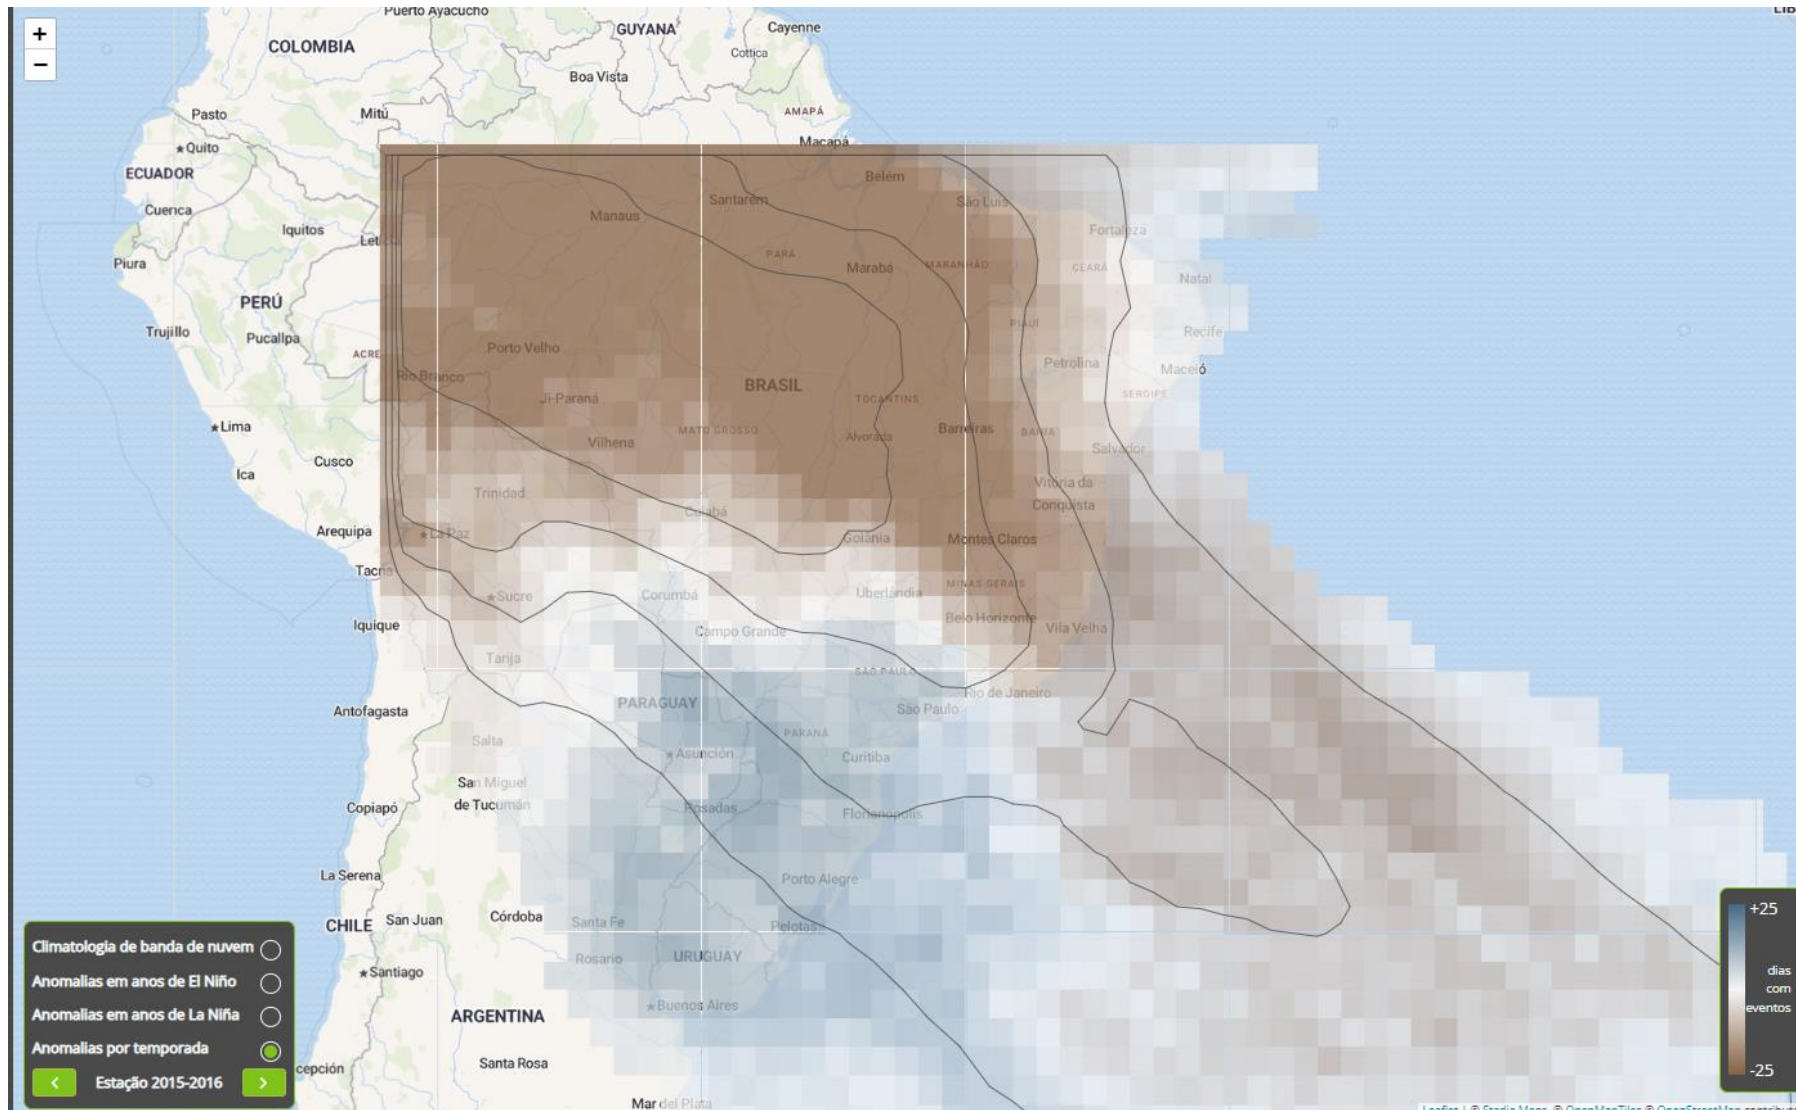 Puerto Ayacucho
GUYANA
Cayenne
COLOMBIA
Cottica
Boa Vista
AMAPÁ
Pasto
Mitú
Macapá
★Quito
ECUADOR
Belém
Santarém
São Luís
Cuenca
Manaus
Iquitos
Fortaleza
PARÁ
Piura
Marabá
MARANHÃO
CEARÁ
Natal
PERÚ
Trujillo
Pucallpa
PIAUÍ
Recife
Porto Velho
ACRE
Petrolina
Maceió
Rio Branco
BRASIL
Ji-Paraná
TOCANTINS
SERGIPE
★Lima
Vilhena
MATO GROSSO
Alvorada
Barreiras
BAHIA
Salvador
Cusco
Ica
Trinidad
Vitória da
Conquista
Cuiabá
Arequipa
★La Paz
Goiânia
Montes Claros
Tacna
MINAS GERAIS
★Sucre
Corumbá
Uberlândia
Belo Horizonte
Iquique
Campo Grande
Vila Velha
Tarija
SÃO PAULO
Rio de Janeiro
PARAGUAY
Antofagasta
São Paulo
Salta
PARANÁ
★Asunción
Curitiba
San Miguel
de Tucumán
Copiapó
Posadas
Florianópolis
La Serena
Porto Alegre
CHILE
San Juan
Córdoba
Santa Fe
Pelotas
Rosario
URUGUAY
★Santiago
★Buenos Aires
ARGENTINA
Santa Rosa
cepción
Mar del Plata
+
−
Climatologia de banda de nuvem
Anomalias em anos de El Niño
Anomalias em anos de La Niña
Anomalias por temporada
< Estação 2015-2016 >
+25
dias
com
eventos
-25